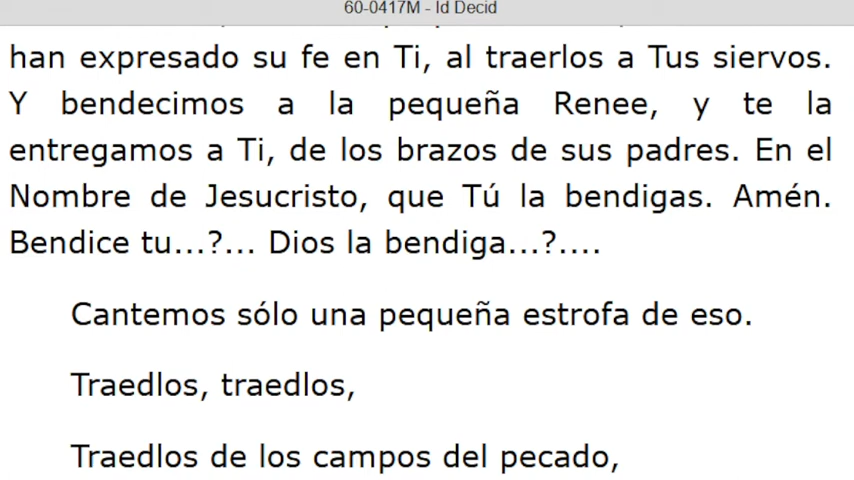 60-0417M - Id Decid
han expresado su fe en Ti, al traerlos a Tus siervos.
Y bendecimos a la pequeña Renee, y te la
entregamos a Ti, de los brazos de sus padres. En el
Nombre de Jesucristo, que Tú la bendigas. Amén.
Bendice tu...?... Dios la bendiga...?....
Cantemos sólo una pequeña estrofa de eso.
Traedlos, traedlos,
Traedlos de los campos del pecado,